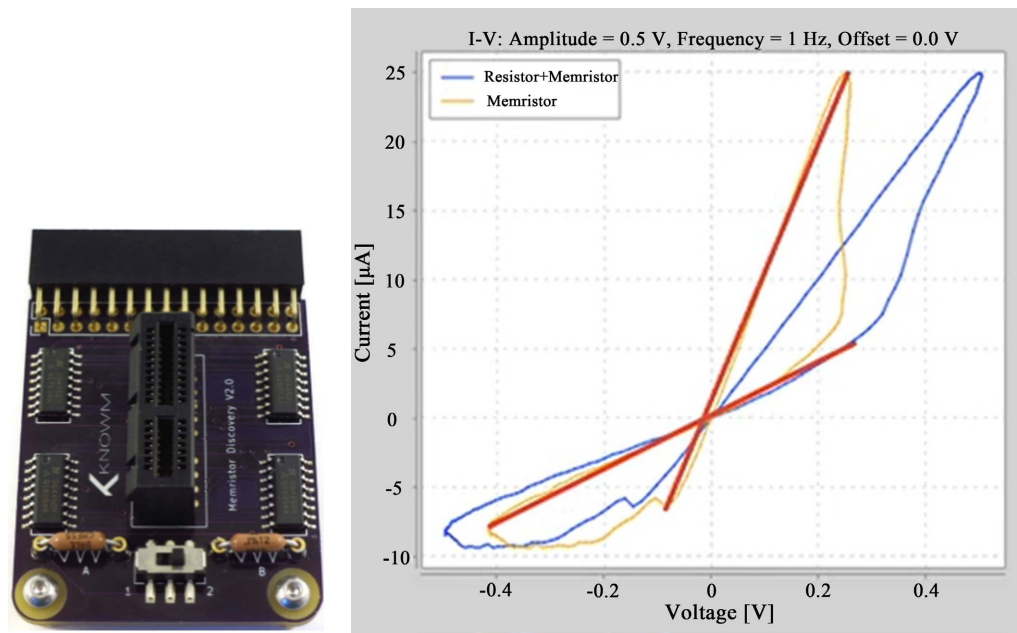 KNOWM
Memristor Discovery V2.0
A
B
1
2
I-V: Amplitude = 0.5 V, Frequency = 1 Hz, Offset = 0.0 V
Resistor+Memristor
Memristor
Current [μA]
25
20
15
10
5
0
-5
-10
-0.4
-0.2
0
0.2
0.4
Voltage [V]